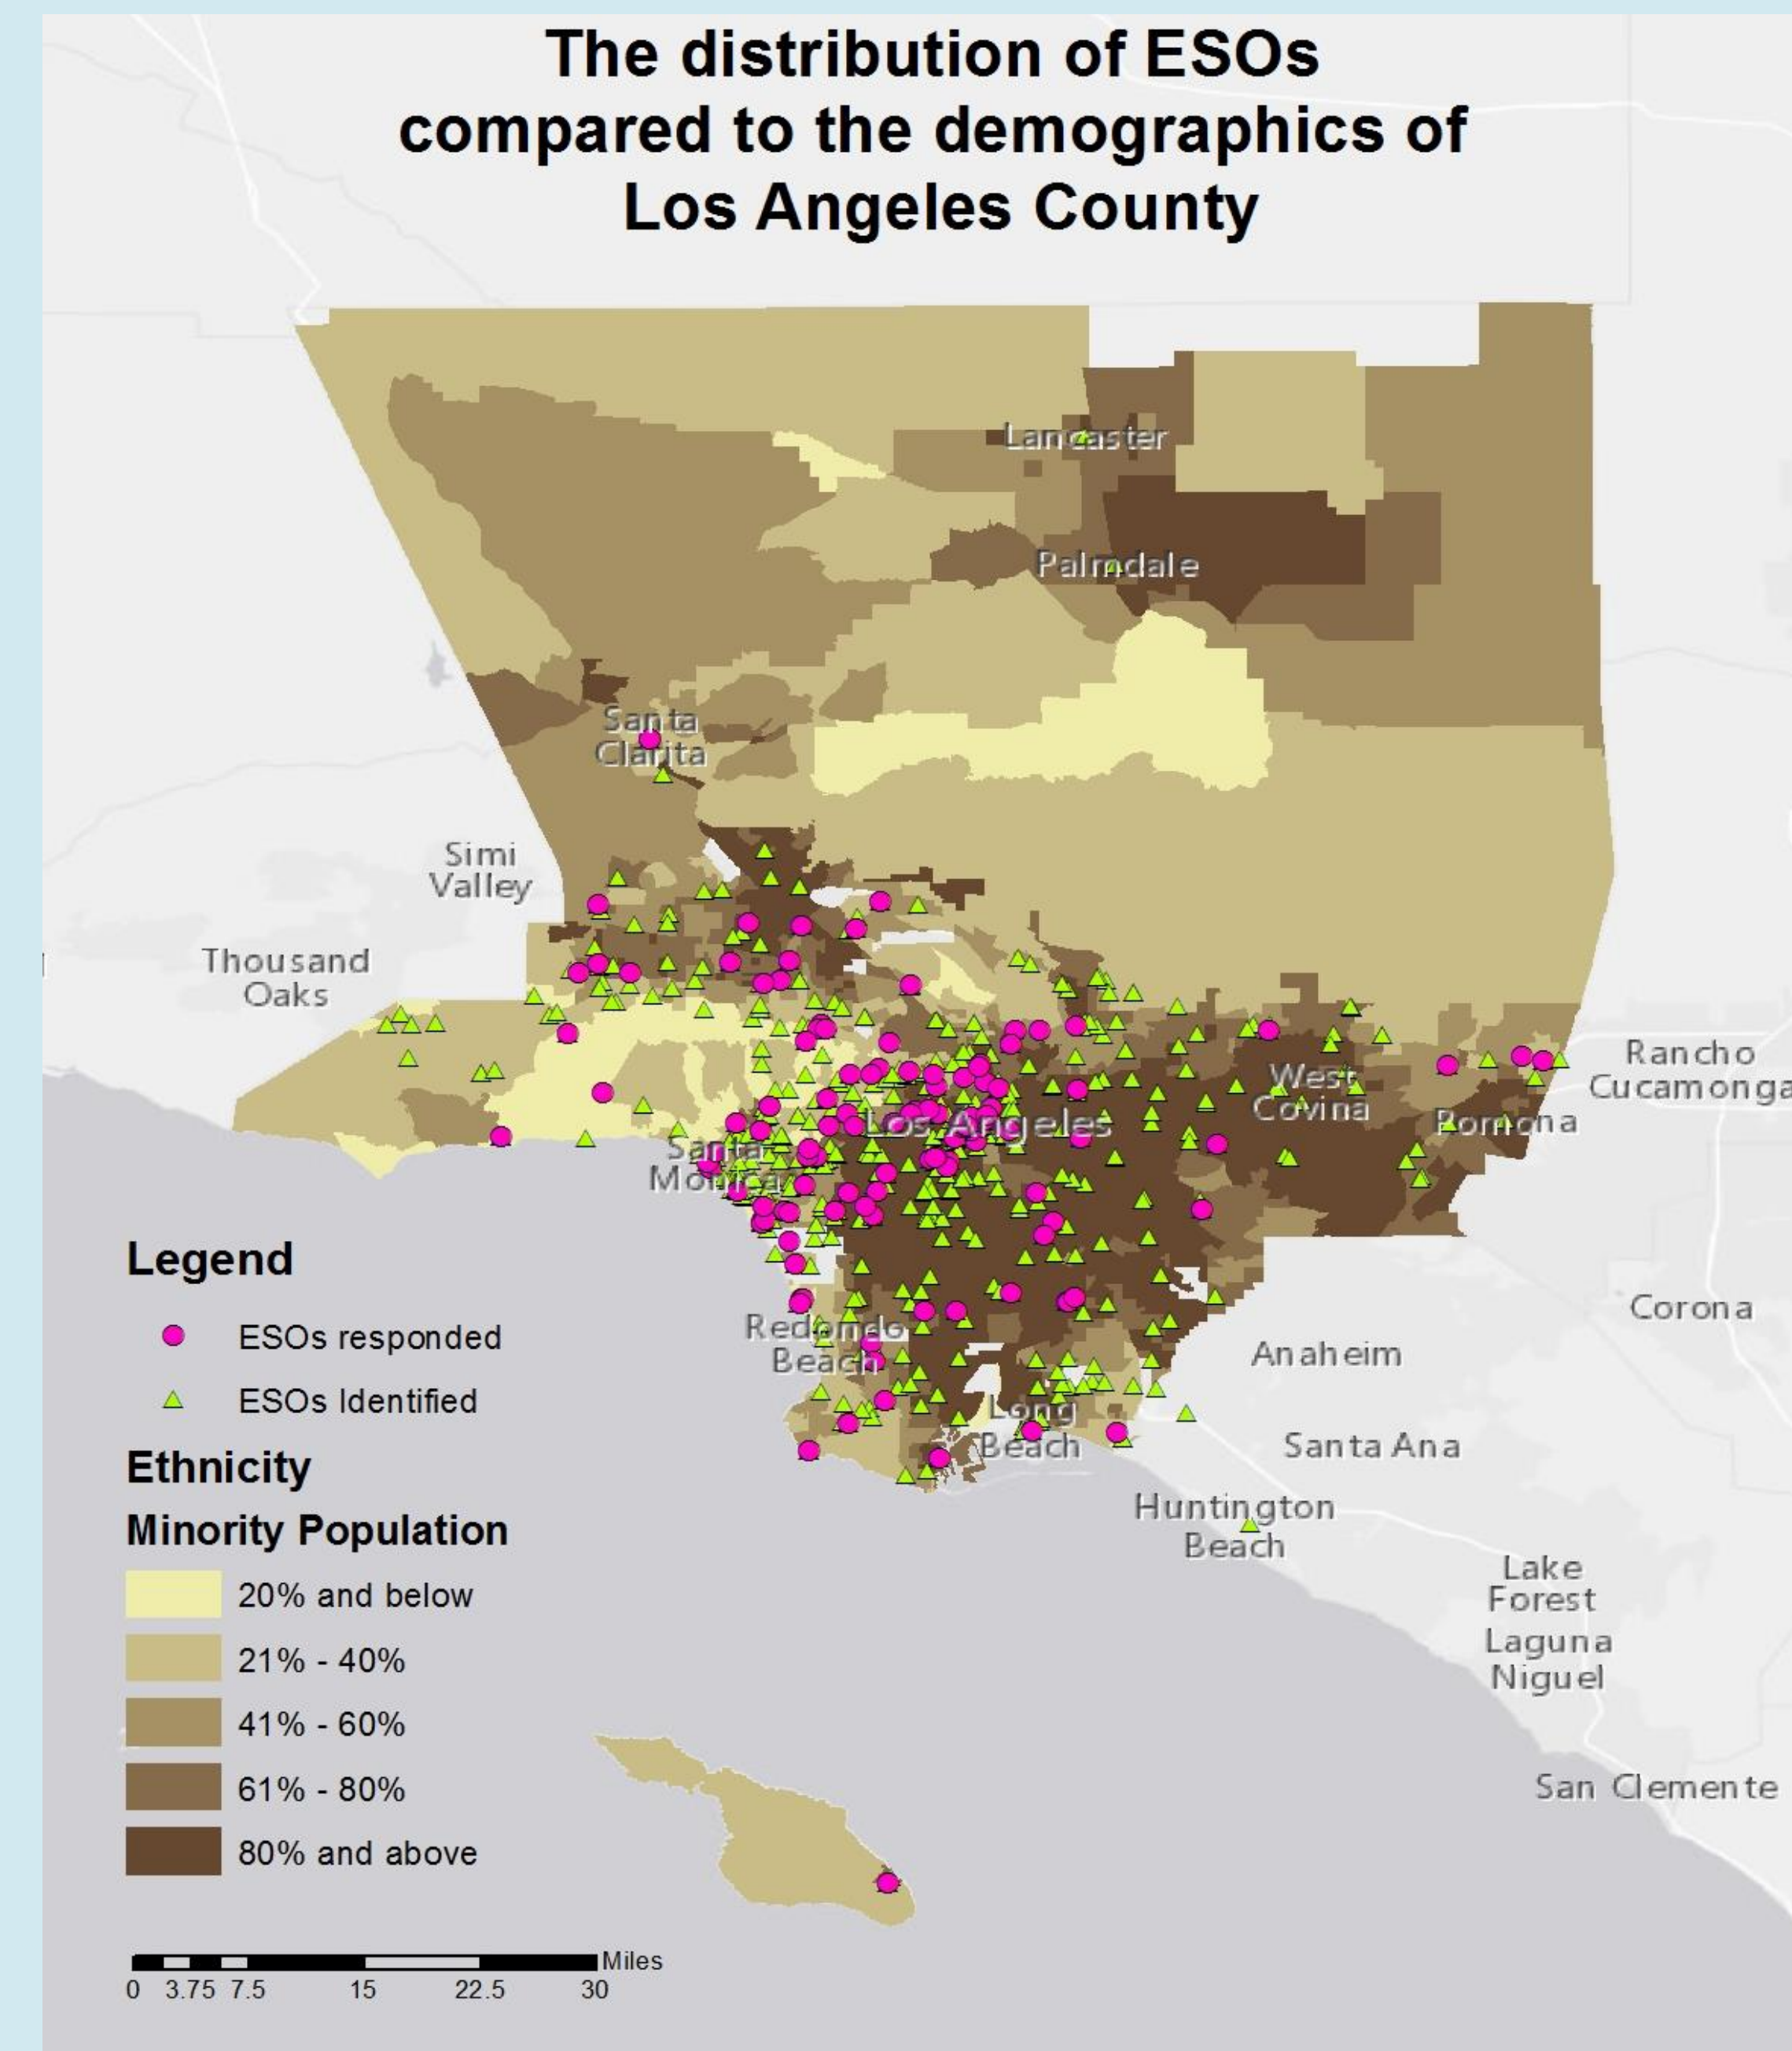 The distribution of ESOs
compared to the demographics of
Los Angeles County
Lancaster
Palmdale
Santa
Clarita
Simi
Valley
Thousand
Oaks
Rancho
Cucamonga
West
Covina
Pomona
Los Angeles
Santa
Monica
Legend
ESOs responded
ESOs Identified
Redondo
Beach
Corona
Anaheim
Long
Beach
Santa Ana
Ethnicity
Minority Population
20% and below
21% - 40%
41% - 60%
61% - 80%
80% and above
Huntington
Beach
Lake
Forest
Laguna
Niguel
San Clemente
Miles
0 3.75 7.5 15 22.5 30